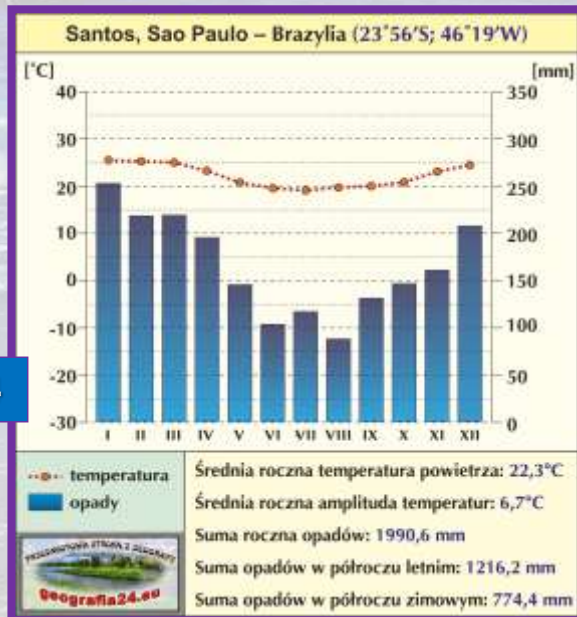 Santos, Sao Paulo – Brazylia (23°56'S; 46°19'W)
[°C] [mm]
40 350
30 300
20 250
10 200
0 150
-10 100
-20 50
-30 0
I II III IV V VI VII VIII IX X XI XII
temperatura
opady
Średnia roczna temperatura powietrza: 22,3°C
Średnia roczna amplituda temperatur: 6,7°C
Suma roczna opadów: 1990,6 mm
Suma opadów w półroczu letnim: 1216,2 mm
Suma opadów w półroczu zimowym: 774,4 mm
PRZEDMIOTOWA STRONA Z GEOGRAFII
geografia24.eu